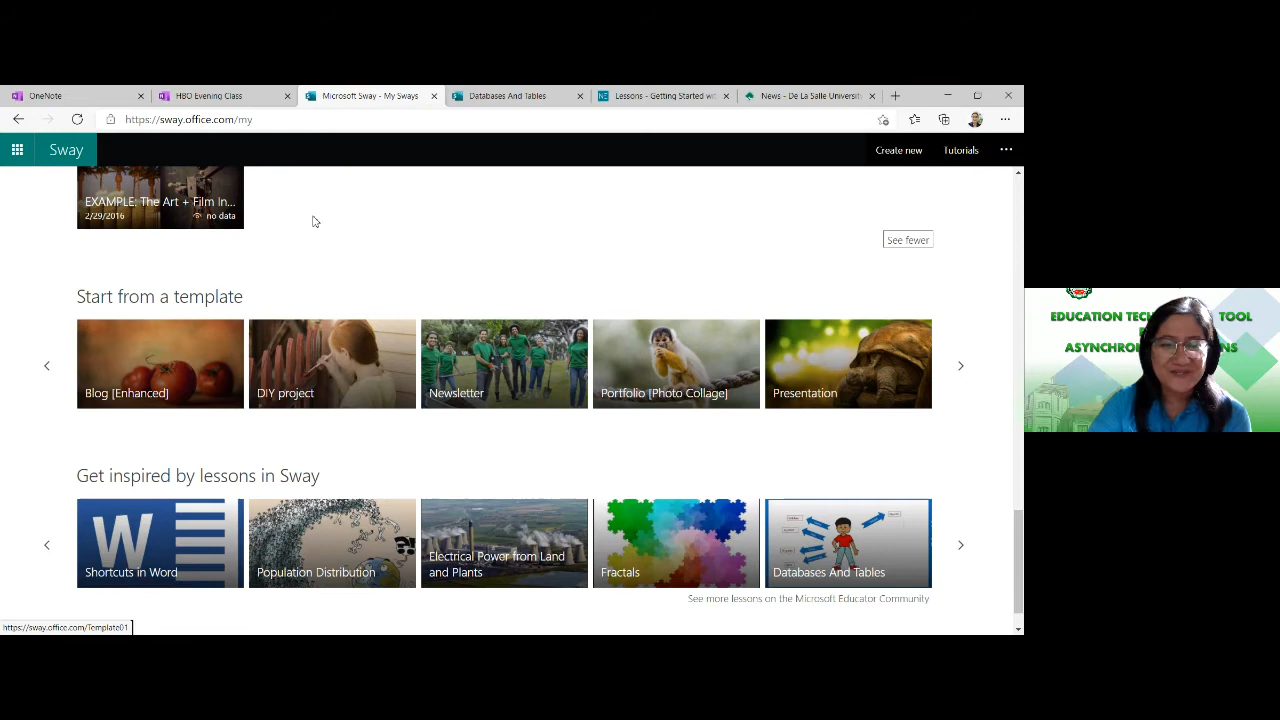 OneNote
HBO Evening Class
Microsoft Sway - My Sways
Databases And Tables
NE
Lessons - Getting Started wi
News - De La Salle University
https://sway.office.com/my
Sway
Create new
Tutorials
EXAMPLE: The Art + Film In...
2/29/2016
no data
See fewer
Start from a template
Blog [Enhanced]
DIY project
Newsletter
Portfolio [Photo Collage]
Presentation
Get inspired by lessons in Sway
W
Shortcuts in Word
Population Distribution
Electrical Power from Land
and Plants
Fractals
Databases And Tables
See more lessons on the Microsoft Educator Community
https://sway.office.com/Template01
EDUCATION TEC
TOOL
ASYNCHRO
NS